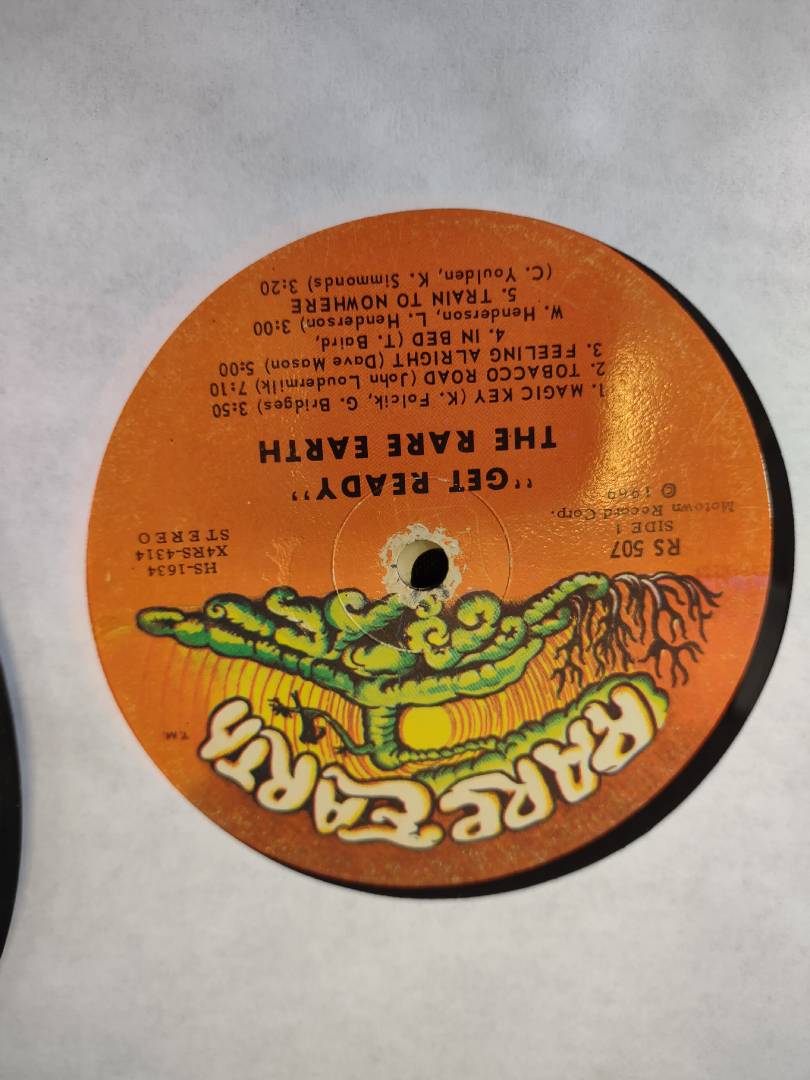 RARE EARTH
T.M.
RS 507
SIDE 1
Motown Record Corp.
© 1969
HS-1634
X4RS-4314
STEREO
"GET READY"
THE RARE EARTH
1. MAGIC KEY (K. Folcik, G. Bridges) 3:50
2. TOBACCO ROAD (John Loudermilk) 7:10
3. FEELING ALRIGHT (Dave Mason) 5:00
4. IN BED (T. Baird,
W. Henderson, L. Henderson) 3:00
5. TRAIN TO NOWHERE
(C. Youlden, K. Simmonds) 3:20